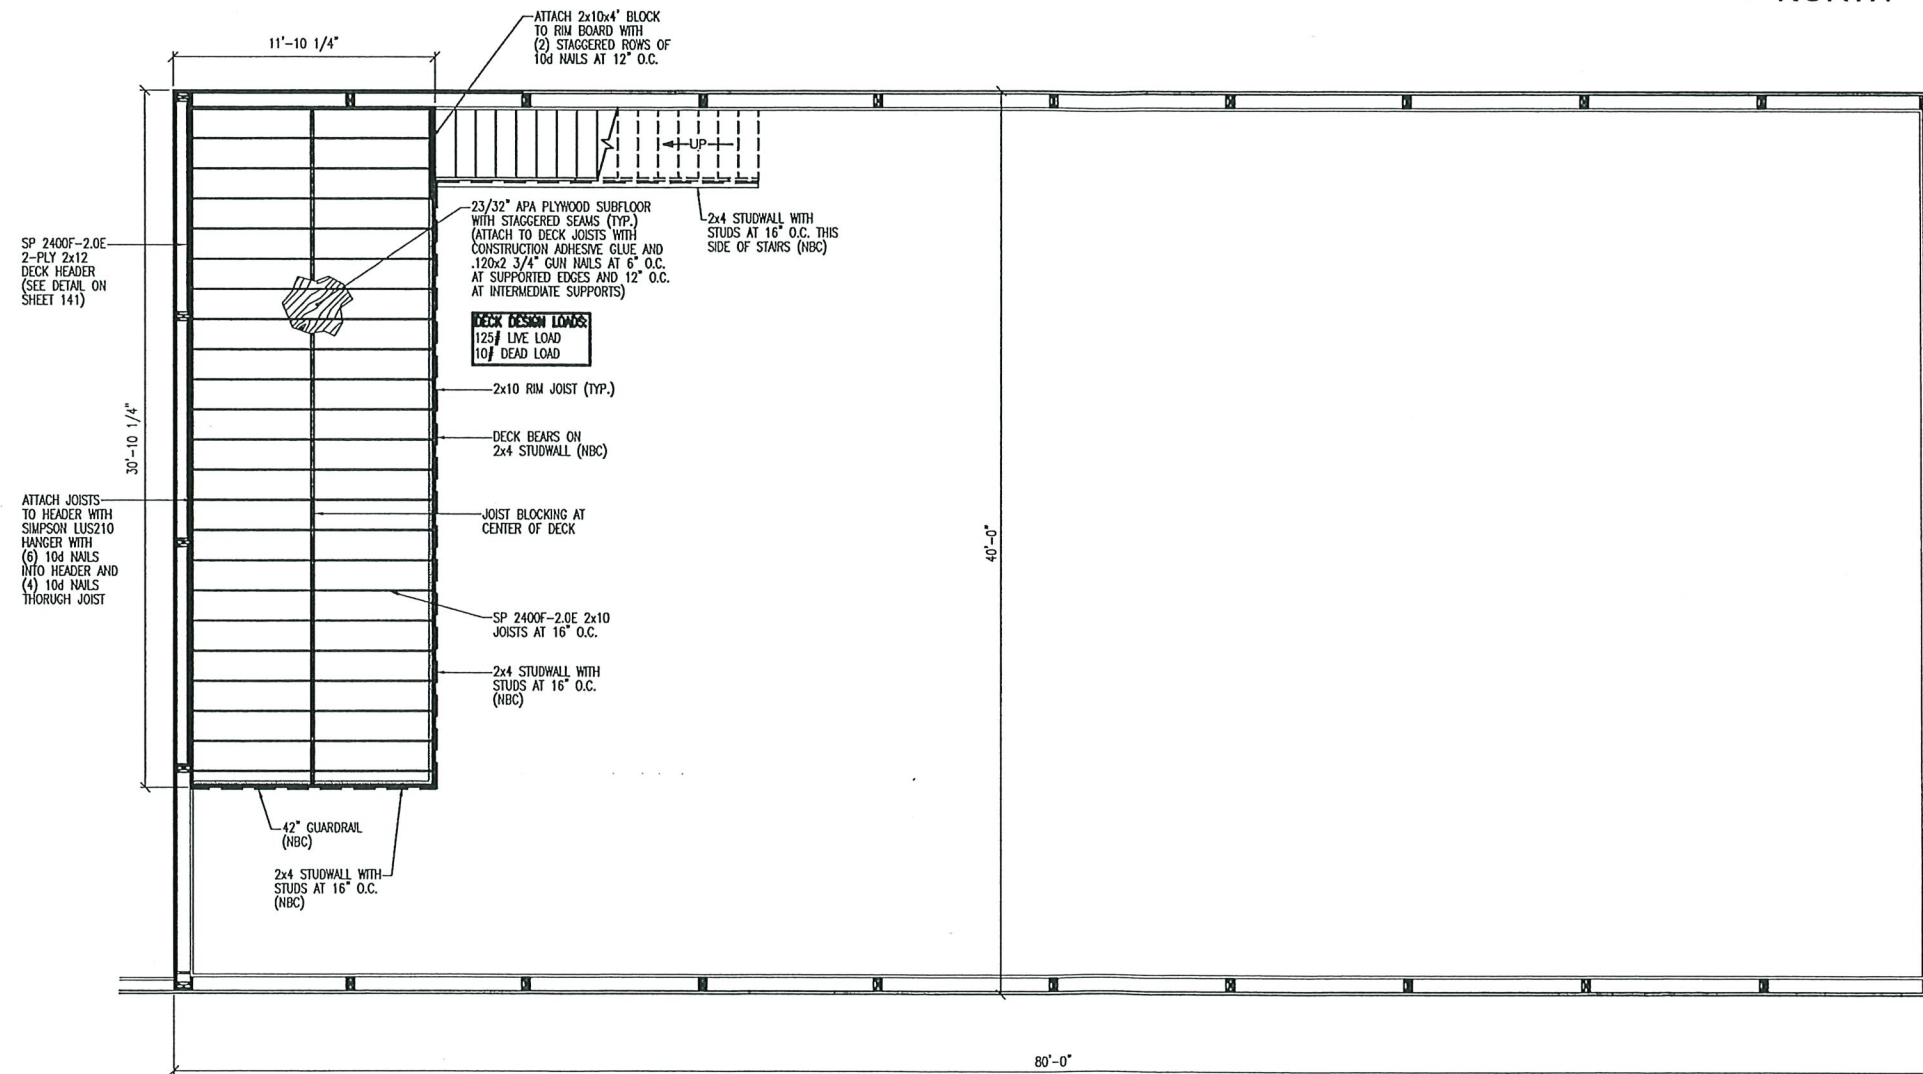 NORTH
11'-10 1/4"
ATTACH 2x10x4' BLOCK
TO RIM BOARD WITH
(2) STAGGERED ROWS OF
10d NAILS AT 12" O.C.
UP
SP 2400F-2.0E
2-PLY 2x12
DECK HEADER
(SEE DETAIL ON
SHEET 141)
23/32" APA PLYWOOD SUBFLOOR
WITH STAGGERED SEAMS (TYP.)
(ATTACH TO DECK JOISTS WITH
CONSTRUCTION ADHESIVE GLUE AND
.120x2 3/4" GUN NAILS AT 6" O.C.
AT SUPPORTED EDGES AND 12" O.C.
AT INTERMEDIATE SUPPORTS)
2x4 STUDWALL WITH
STUDS AT 16" O.C. THIS
SIDE OF STAIRS (NBC)
DECK DESIGN LOADS:
125# LIVE LOAD
10# DEAD LOAD
2x10 RIM JOIST (TYP.)
30'-10 1/4"
DECK BEARS ON
2x4 STUDWALL (NBC)
ATTACH JOISTS
TO HEADER WITH
SIMPSON LUS210
HANGER WITH
(6) 10d NAILS
INTO HEADER AND
(4) 10d NAILS
THORUGH JOIST
JOIST BLOCKING AT
CENTER OF DECK
40'-0"
SP 2400F-2.0E 2x10
JOISTS AT 16" O.C.
2x4 STUDWALL WITH
STUDS AT 16" O.C.
(NBC)
42" GUARDRAIL
(NBC)
2x4 STUDWALL WITH
STUDS AT 16" O.C.
(NBC)
80'-0"